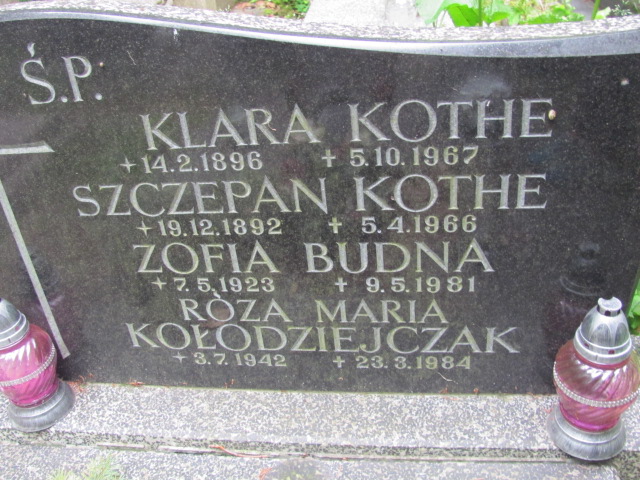 Ś.P.
KLARA KOTHE
+14.2.1896 +5.10.1967
SZCZEPAN KOTHE
+19.12.1892 +5.4.1966
ZOFIA BUDNA
+7.5.1923 +9.5.1981
RÒZA MARIA
KOŁODZIEJCZAK
+3.7.1942 +23.3.1984